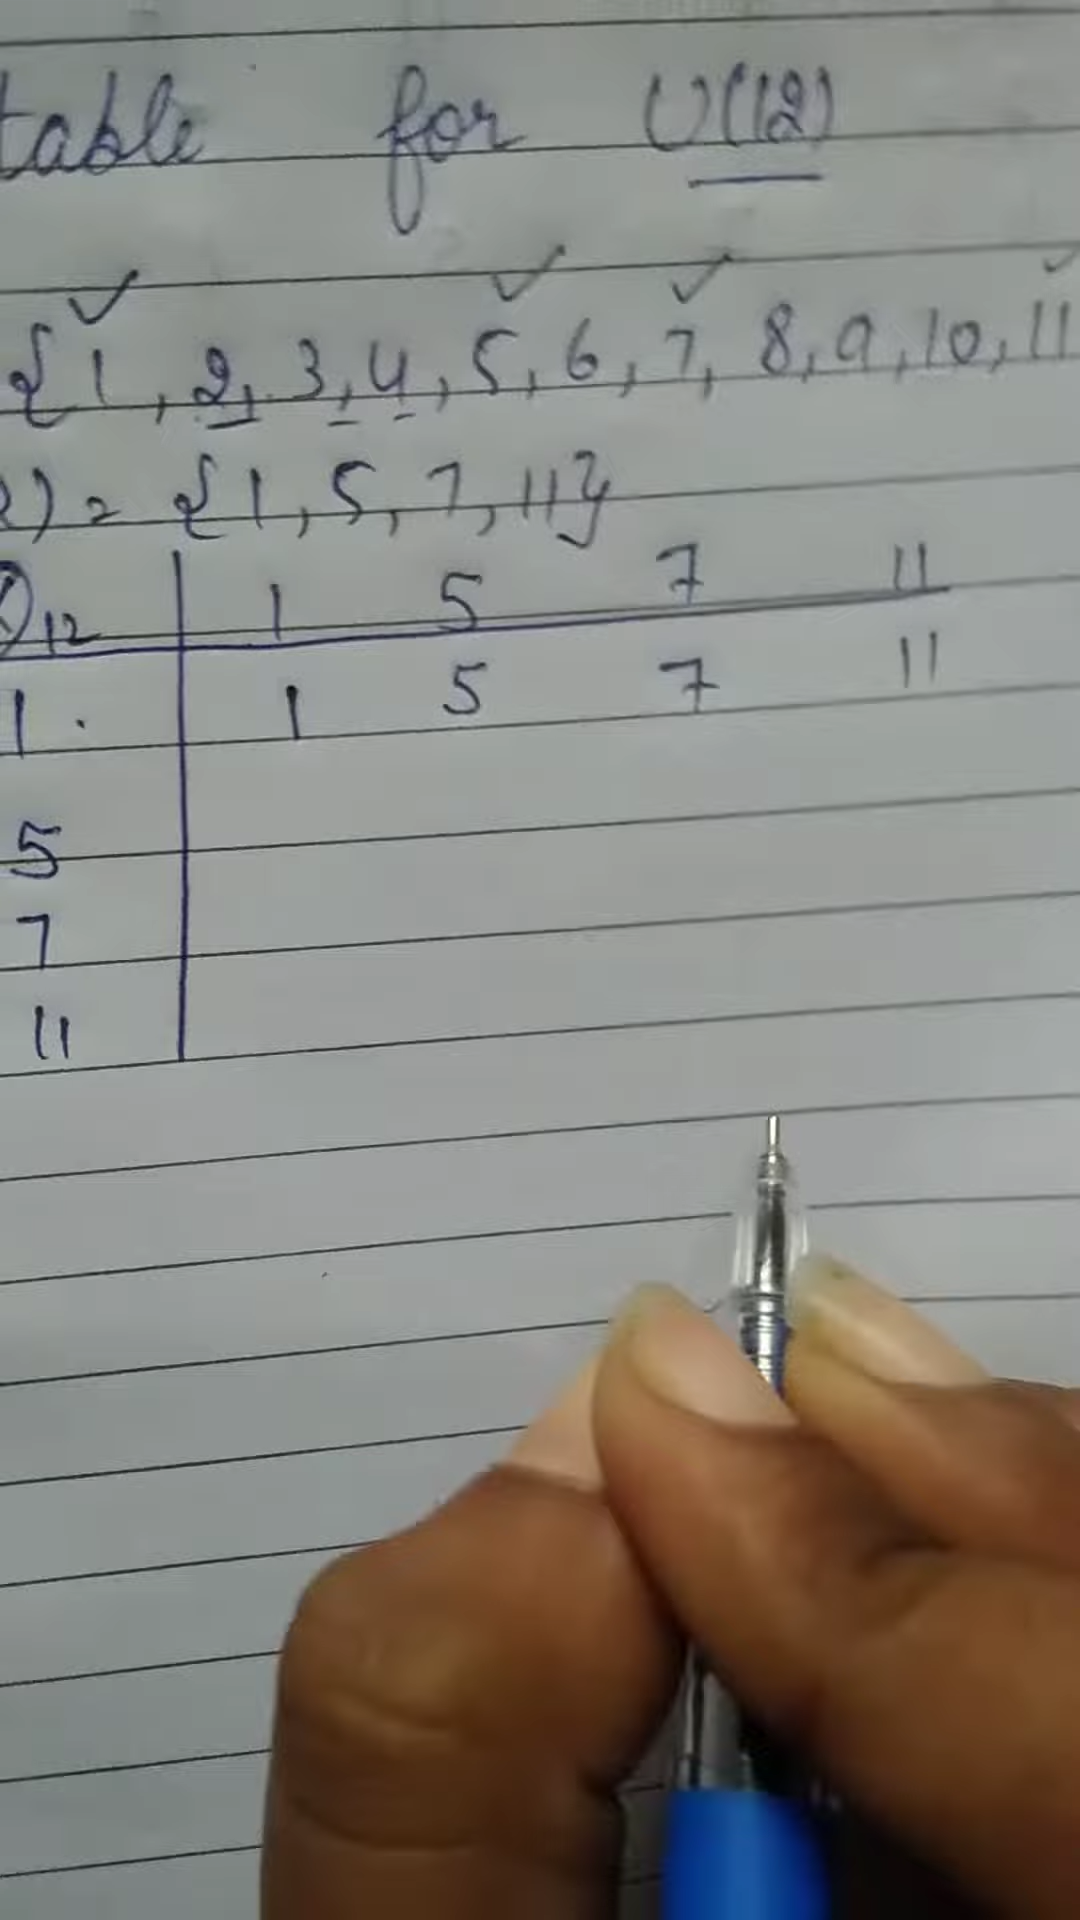 table for U(12)
{1, 2, 3, 4, 5, 6, 7, 8, 9, 10, 11
) = {1, 5, 7, 11}
12 1 5 7 11
1 . 1 5 7 11
5
7
11